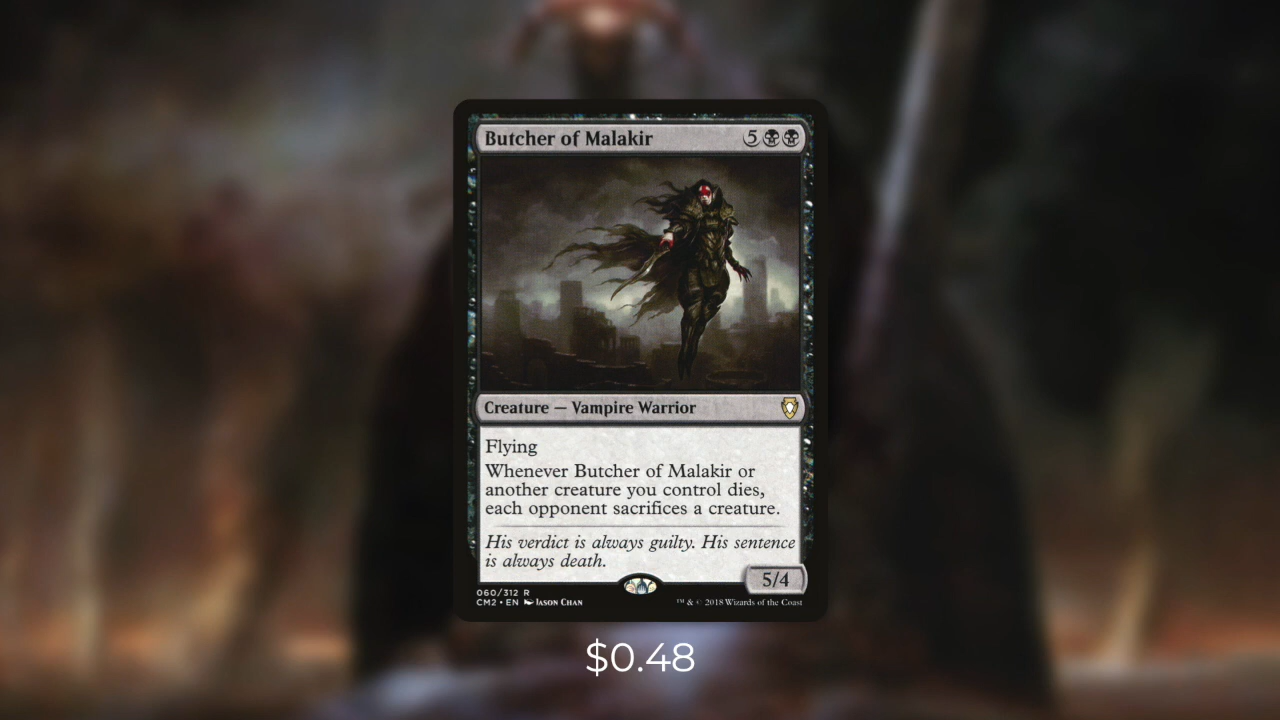 Butcher of Malakir 5
Creature — Vampire Warrior
Flying
Whenever Butcher of Malakir or
another creature you control dies,
each opponent sacrifices a creature.
His verdict is always guilty. His sentence
is always death.
5/4
060/312 R
CM2 • EN Jason Chan ™ & © 2018 Wizards of the Coast
$0.48